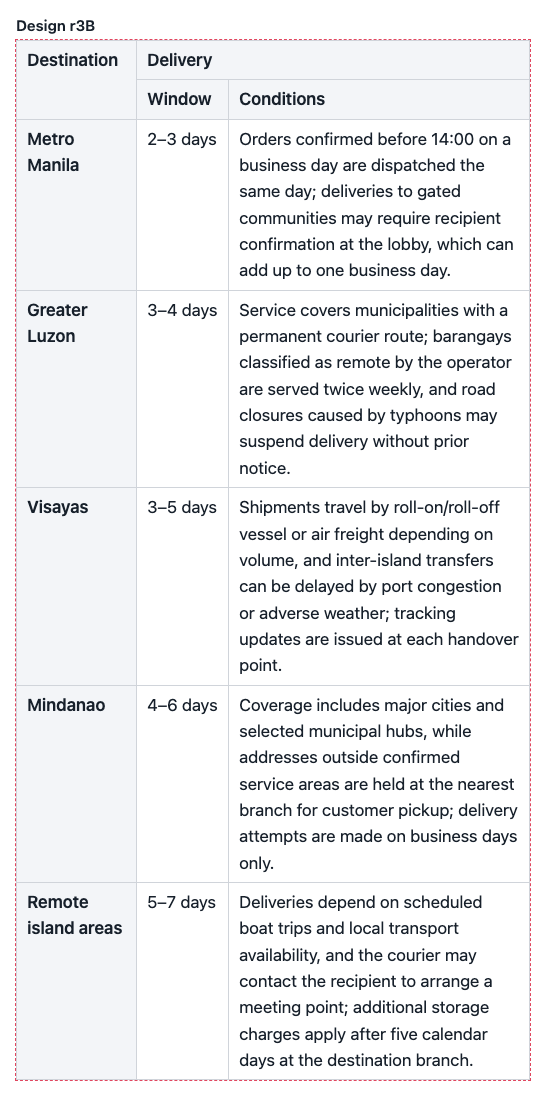 Design r3B
Destination
Delivery
Window
Conditions
Metro
Manila
2–3 days
Orders confirmed before 14:00 on a
business day are dispatched the
same day; deliveries to gated
communities may require recipient
confirmation at the lobby, which can
add up to one business day.
Greater
Luzon
3–4 days
Service covers municipalities with a
permanent courier route; barangays
classified as remote by the operator
are served twice weekly, and road
closures caused by typhoons may
suspend delivery without prior
notice.
Visayas
3–5 days
Shipments travel by roll-on/roll-off
vessel or air freight depending on
volume, and inter-island transfers
can be delayed by port congestion
or adverse weather; tracking
updates are issued at each handover
point.
Mindanao
4–6 days
Coverage includes major cities and
selected municipal hubs, while
addresses outside confirmed
service areas are held at the nearest
branch for customer pickup; delivery
attempts are made on business days
only.
Remote
island areas
5–7 days
Deliveries depend on scheduled
boat trips and local transport
availability, and the courier may
contact the recipient to arrange a
meeting point; additional storage
charges apply after five calendar
days at the destination branch.